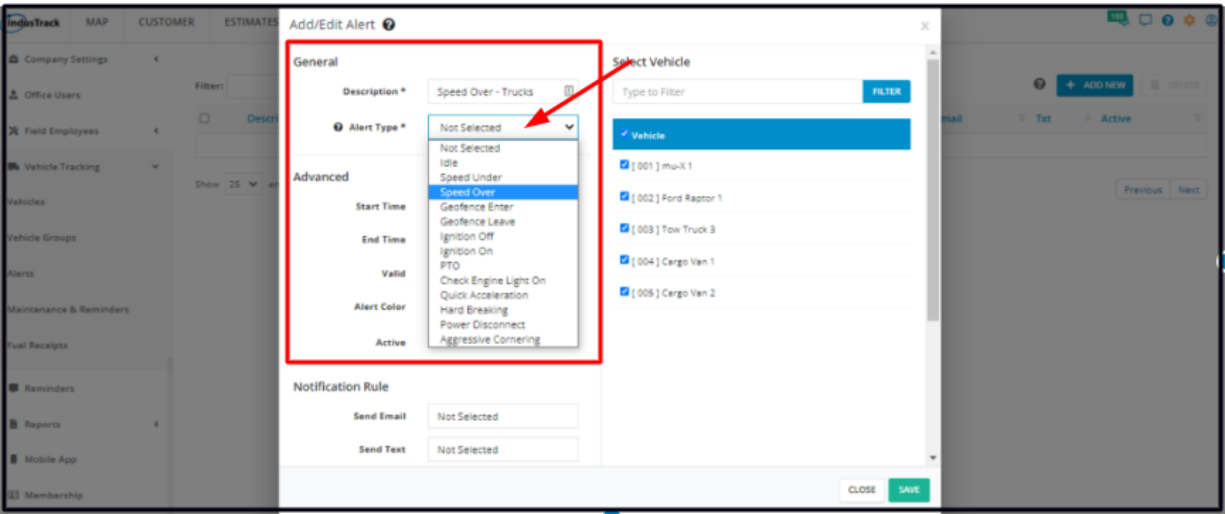 IndusTrack MAP CUSTOMER ESTIMATES
Add/Edit Alert
x
Company Settings
Office Users
Field Employees
Vehicle Tracking
Vehicles
Vehicle Groups
Alerts
Maintenance & Reminders
Fuel Receipts
Reminders
Reports
Mobile App
Membership
Filter:
Descri
Show 25 en
General
Description * Speed Over - Trucks
Alert Type * Not Selected
Not Selected
Idle
Speed Under
Speed Over
Geofence Enter
Geofence Leave
Ignition Off
Ignition On
PTO
Check Engine Light On
Quick Acceleration
Hard Breaking
Power Disconnect
Aggressive Cornering
Advanced
Start Time
End Time
Valid
Alert Color
Active
Notification Rule
Send Email Not Selected
Send Text Not Selected
Select Vehicle
Type to Filter FILTER
Vehicle
[ 001 ] mu-X 1
[ 002 ] Ford Raptor 1
[ 003 ] Tow Truck 3
[ 004 ] Cargo Van 1
[ 005 ] Cargo Van 2
CLOSE SAVE
+ ADD NEW DELETE
mail Txt Active
Previous Next